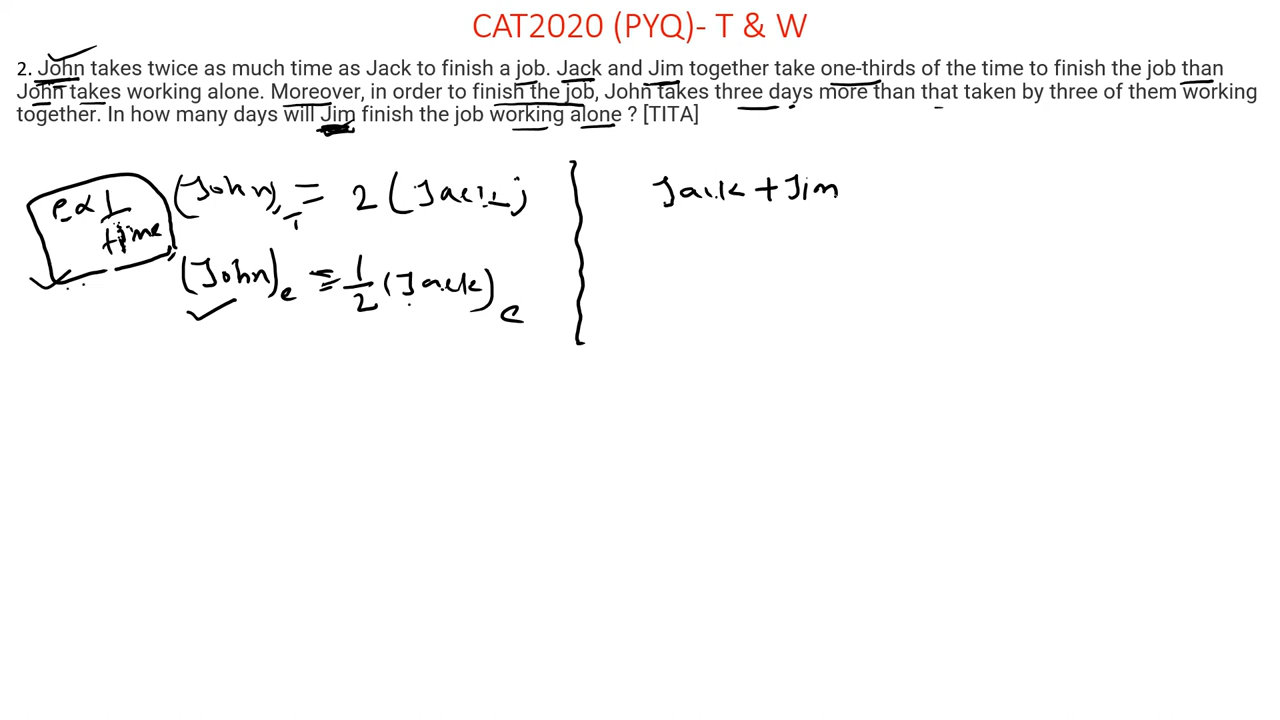 CAT2020 (PYQ)- T & W
2. John takes twice as much time as Jack to finish a job. Jack and Jim together take one-thirds of the time to finish the job than
John takes working alone. Moreover, in order to finish the job, John takes three days more than that taken by three of them working
together. In how many days will Jim finish the job working alone ? [TITA]
e ∝ 1/time
(John)T = 2 (Jack)
Jack + Jim
(John)e = 1/2 (Jack)e